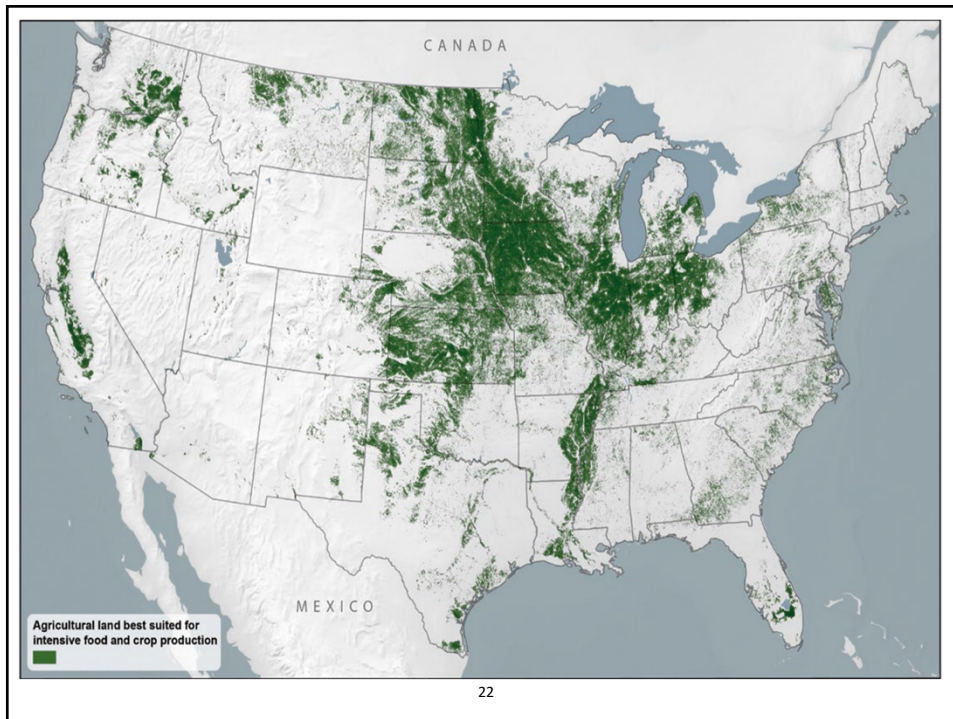 CANADA
MEXICO
Agricultural land best suited for
intensive food and crop production
22